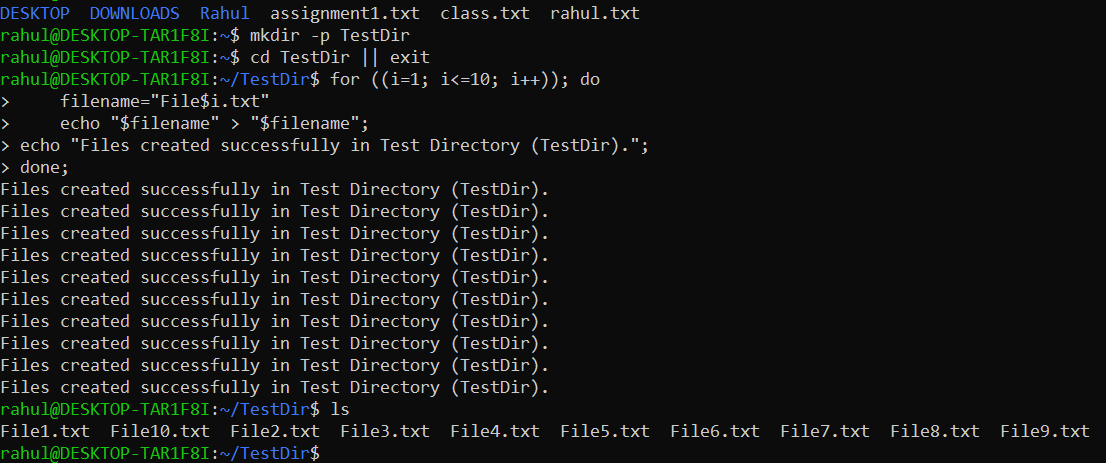 DESKTOP  DOWNLOADS  Rahul  assignment1.txt  class.txt  rahul.txt
rahul@DESKTOP-TAR1F8I:~$ mkdir -p TestDir
rahul@DESKTOP-TAR1F8I:~$ cd TestDir || exit
rahul@DESKTOP-TAR1F8I:~/TestDir$ for ((i=1; i<=10; i++)); do
>     filename="File$i.txt"
>     echo "$filename" > "$filename";
> echo "Files created successfully in Test Directory (TestDir).";
> done;
Files created successfully in Test Directory (TestDir).
Files created successfully in Test Directory (TestDir).
Files created successfully in Test Directory (TestDir).
Files created successfully in Test Directory (TestDir).
Files created successfully in Test Directory (TestDir).
Files created successfully in Test Directory (TestDir).
Files created successfully in Test Directory (TestDir).
Files created successfully in Test Directory (TestDir).
Files created successfully in Test Directory (TestDir).
Files created successfully in Test Directory (TestDir).
rahul@DESKTOP-TAR1F8I:~/TestDir$ ls
File1.txt  File10.txt  File2.txt  File3.txt  File4.txt  File5.txt  File6.txt  File7.txt  File8.txt  File9.txt
rahul@DESKTOP-TAR1F8I:~/TestDir$